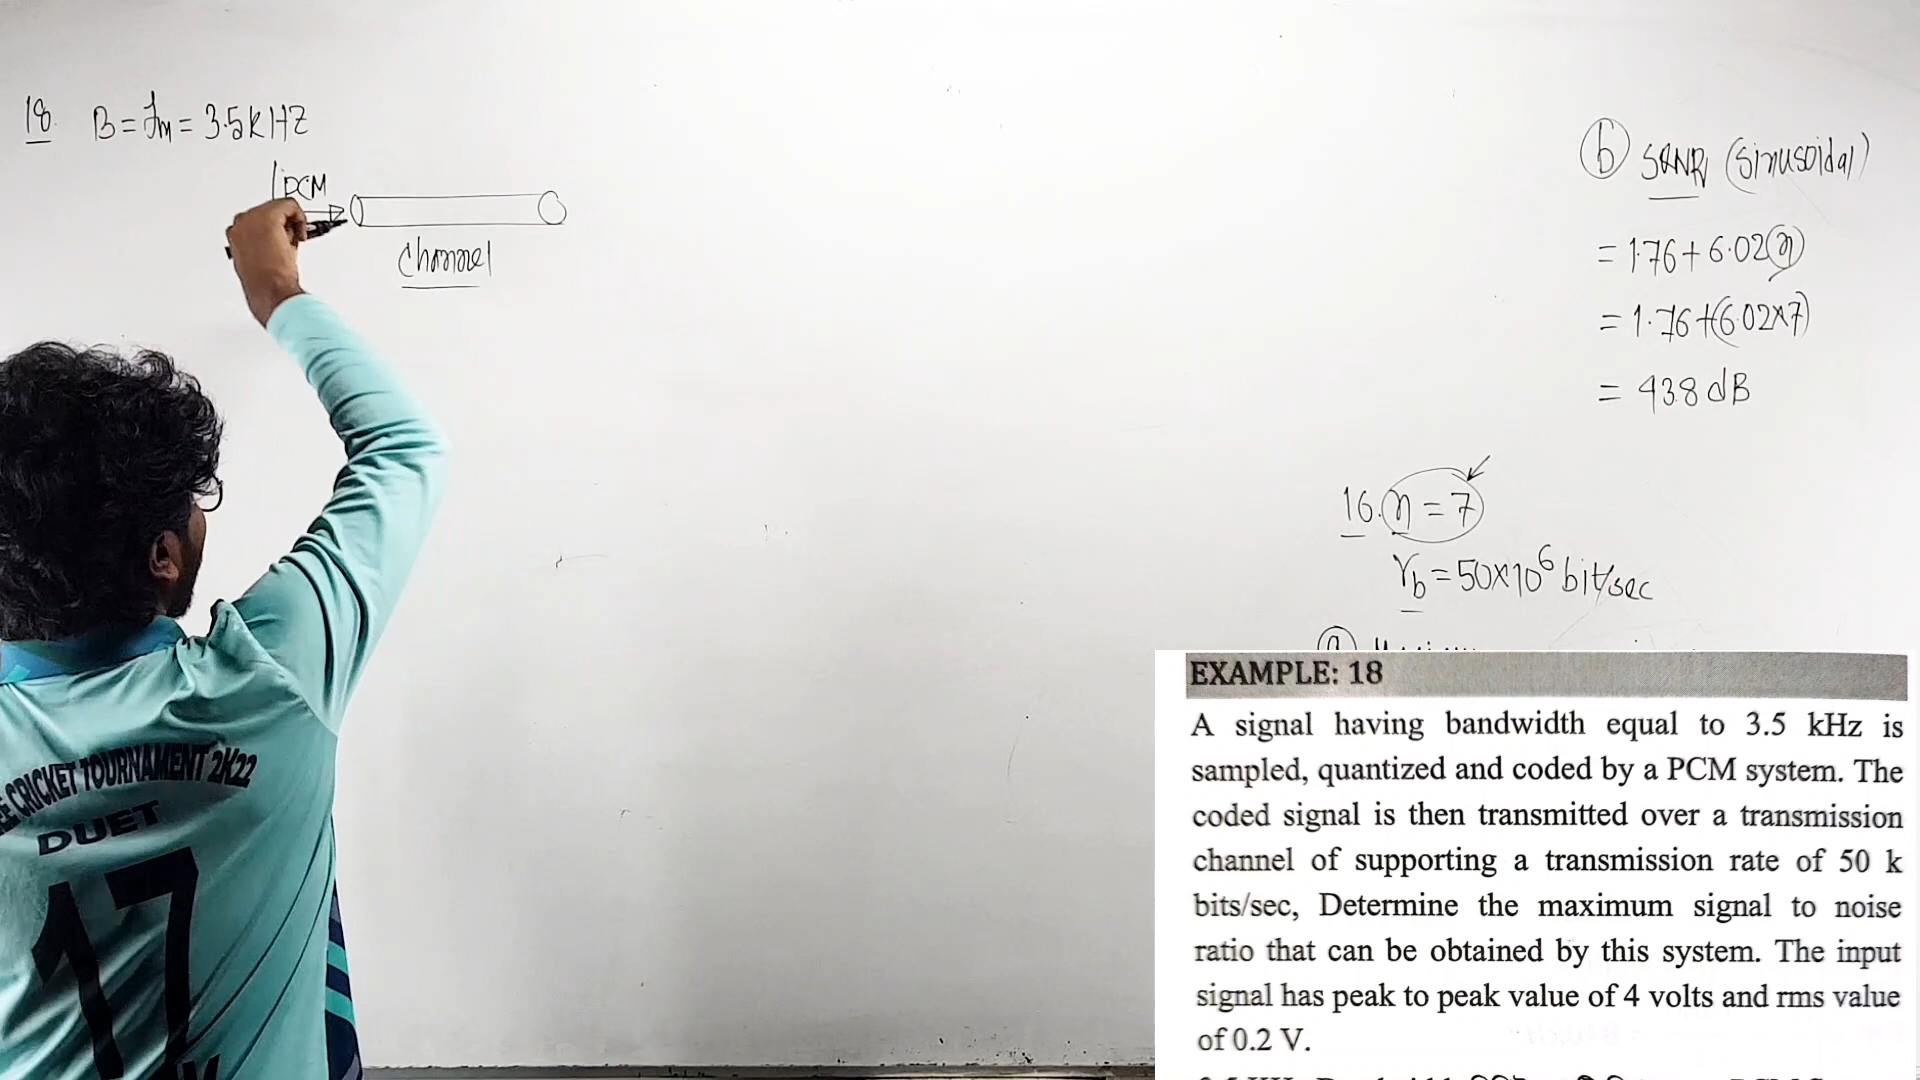 18. B = fm = 3.5kHZ
PCM
Channel
ⓑ SQNR (sinusoidal)
= 1.76 + 6.02(n)
= 1.76 + (6.02×7)
= 43.8 dB
16. n = 7
rb = 50×10⁶ bit/sec
EXAMPLE: 18
A signal having bandwidth equal to 3.5 kHz is
sampled, quantized and coded by a PCM system. The
coded signal is then transmitted over a transmission
channel of supporting a transmission rate of 50 k
bits/sec, Determine the maximum signal to noise
ratio that can be obtained by this system. The input
signal has peak to peak value of 4 volts and rms value
of 0.2 V.
CRICKET TOURNAMENT 2K22
DUET
17